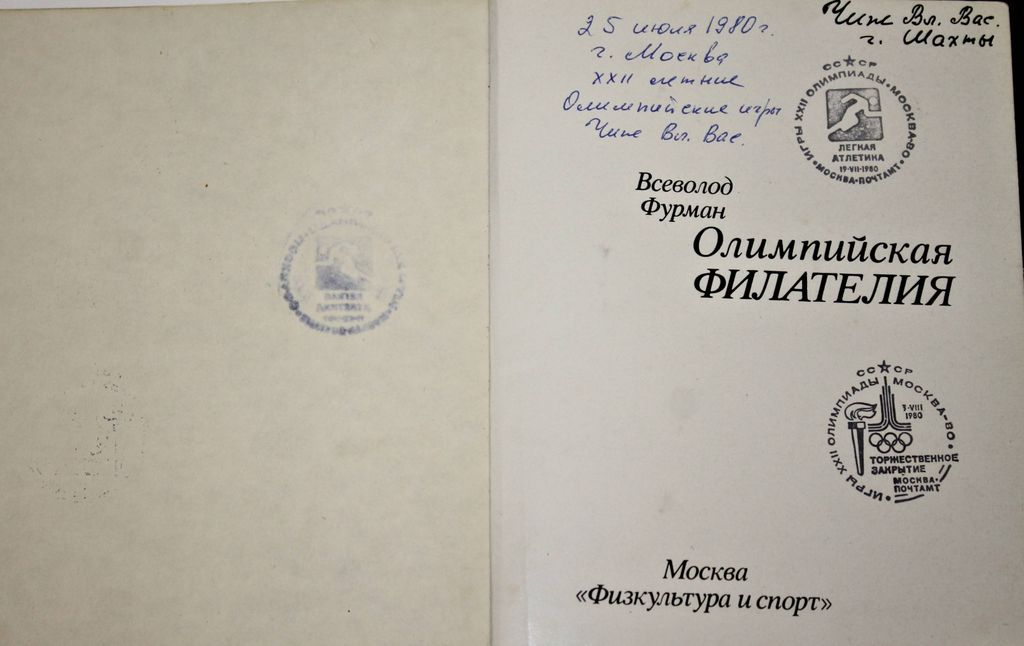 25 июля 1980 г.
г. Москва
XXII летние
Олимпийские игры
Чиж Вл. Вас.
Чиж Вл. Вас.
г. Шахты
СССР
ИГРЫ XXII ОЛИМПИАДЫ • МОСКВА-80
ЛЕГКАЯ
АТЛЕТИКА
19-VII-1980
МОСКВА-ПОЧТАМТ
Всеволод
Фурман
Олимпийская
ФИЛАТЕЛИЯ
СССР
ИГРЫ XXII ОЛИМПИАДЫ МОСКВА-80
3-VIII
1980
ТОРЖЕСТВЕННОЕ
ЗАКРЫТИЕ
МОСКВА-
ПОЧТАМТ
Москва
«Физкультура и спорт»